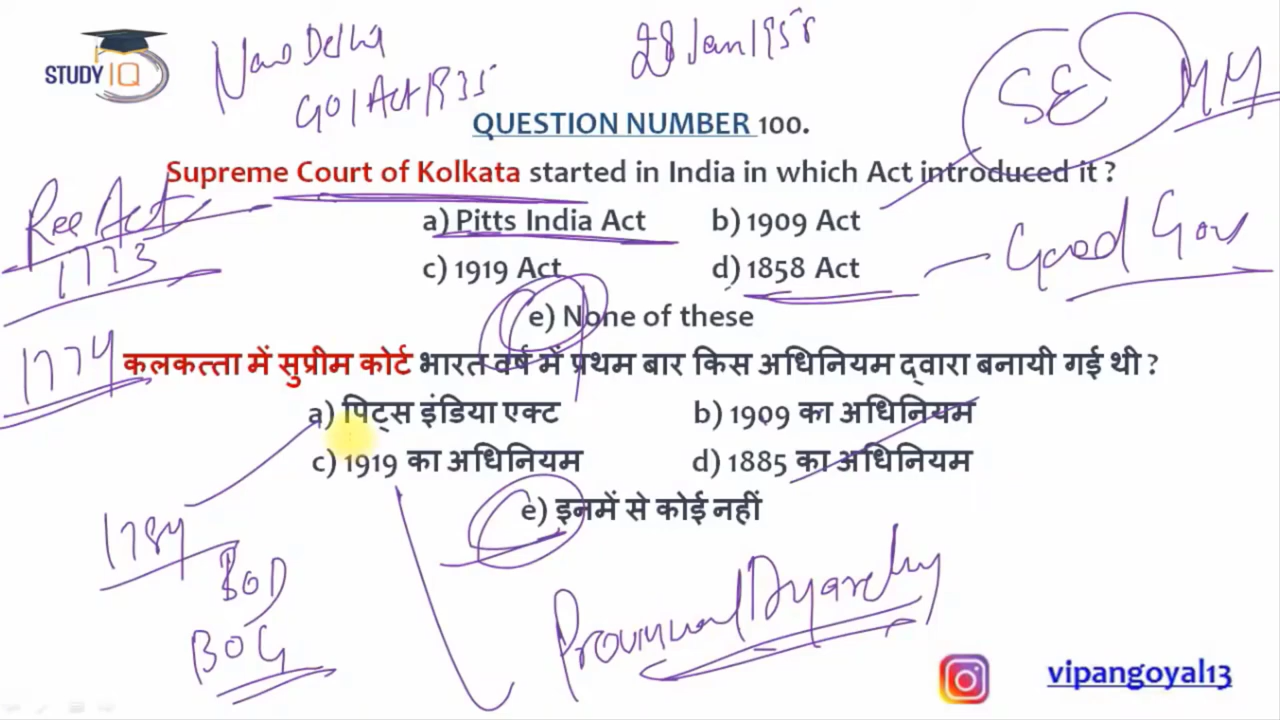 STUDY IQ
New Delhi
GOI Act 1935
28 Jan 1958
SE
MM
QUESTION NUMBER 100.
Supreme Court of Kolkata started in India in which Act introduced it ?
Reg Act
1773
a) Pitts India Act b) 1909 Act
c) 1919 Act d) 1858 Act
Good Gov
e) None of these
1774
कलकत्ता में सुप्रीम कोर्ट भारत वर्ष में प्रथम बार किस अधिनियम द्वारा बनायी गई थी ?
a) पिट्स इंडिया एक्ट b) 1909 का अधिनियम
c) 1919 का अधिनियम d) 1885 का अधिनियम
e) इनमें से कोई नहीं
1784
BOD
BOC
Provincial Dyarchy
vipangoyal13